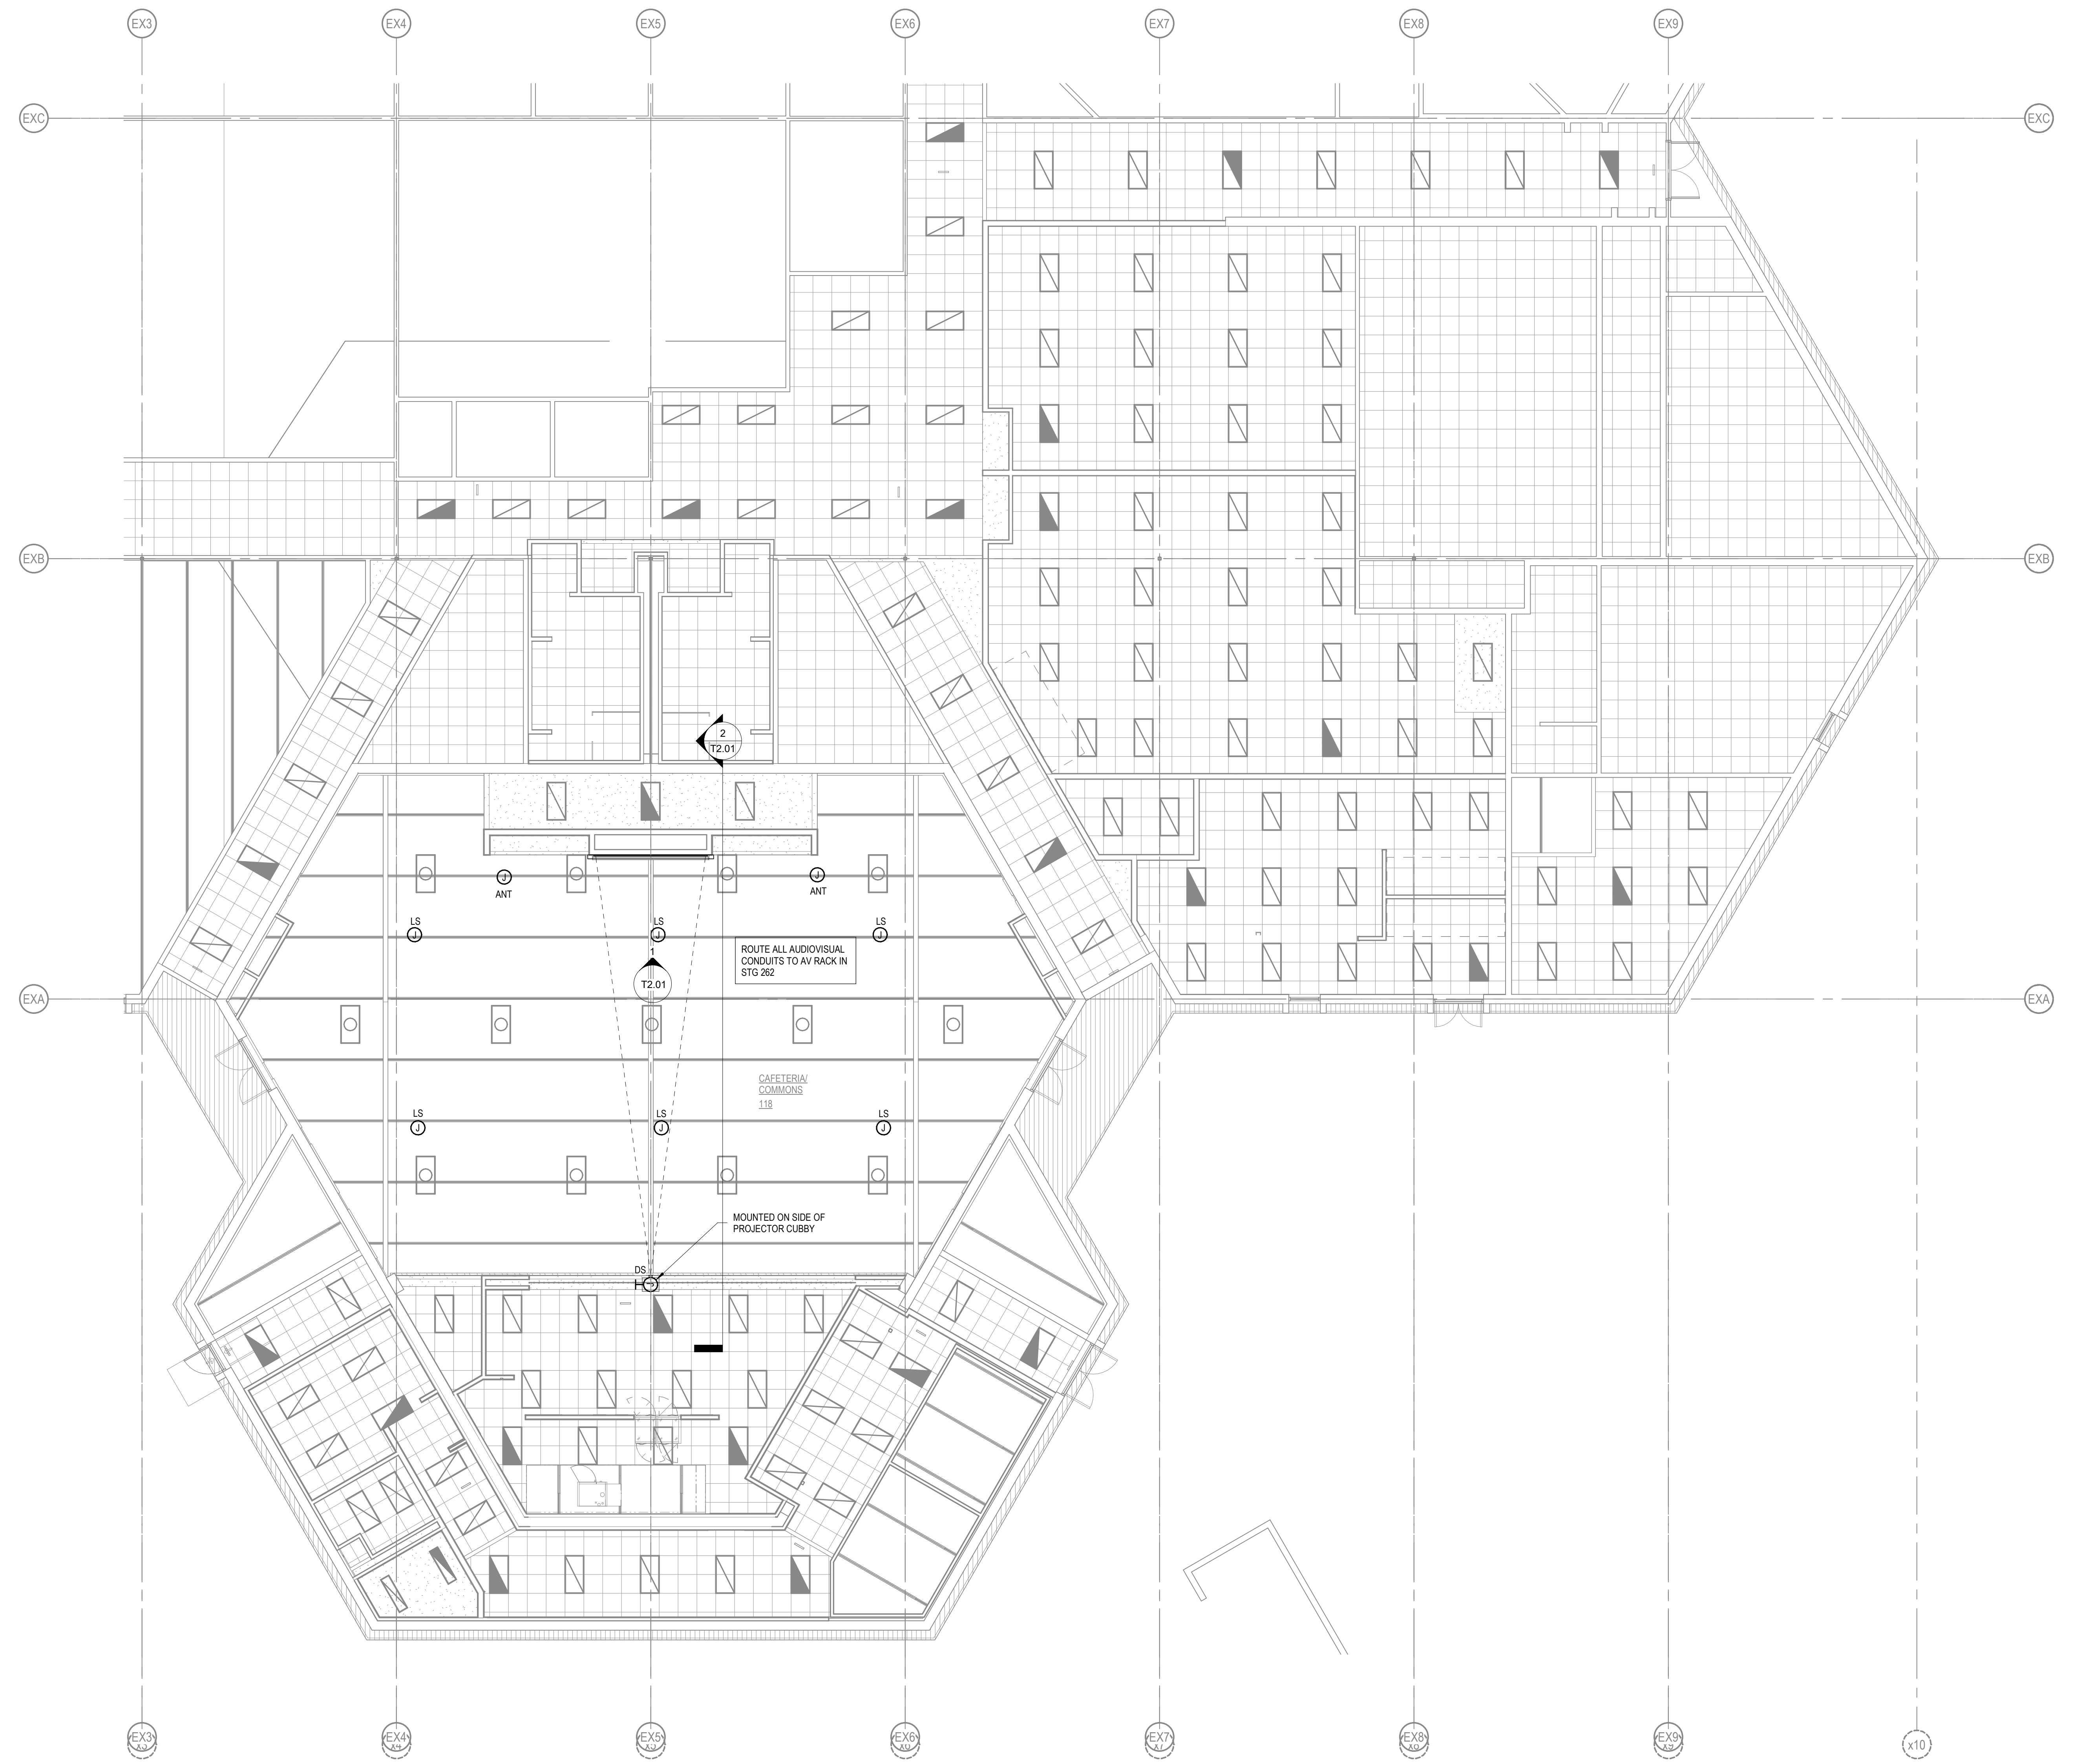 EX3
EX4
EX5
EX6
EX7
EX8
EX9
EXC
EXC
EXB
EXB
2
T2.01
J
J
ANT
ANT
LS
LS
LS
J
J
J
1
T2.01
ROUTE ALL AUDIOVISUAL
CONDUITS TO AV RACK IN
STG 262
EXA
EXA
CAFETERIA/
COMMONS
118
LS
LS
LS
J
J
J
MOUNTED ON SIDE OF
PROJECTOR CUBBY
DS
EX3
EX4
EX5
EX6
EX7
EX8
EX9
x10